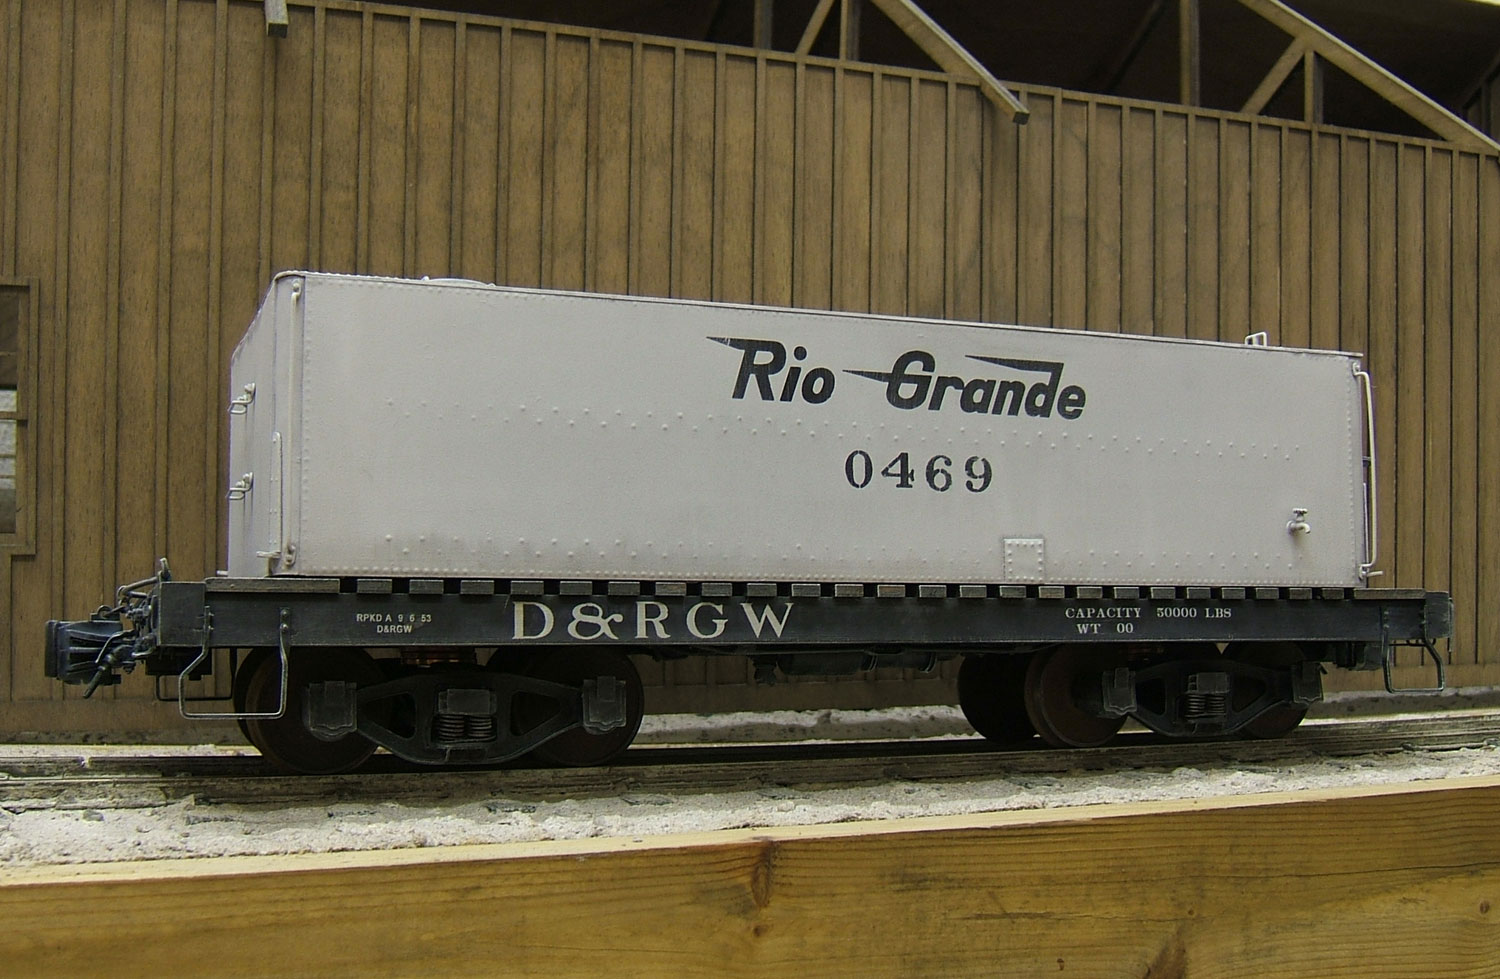 Rio Grande
0469
RPKD A 9 6 53
D&RGW
D&RGW
CAPACITY 50000 LBS
WT 00